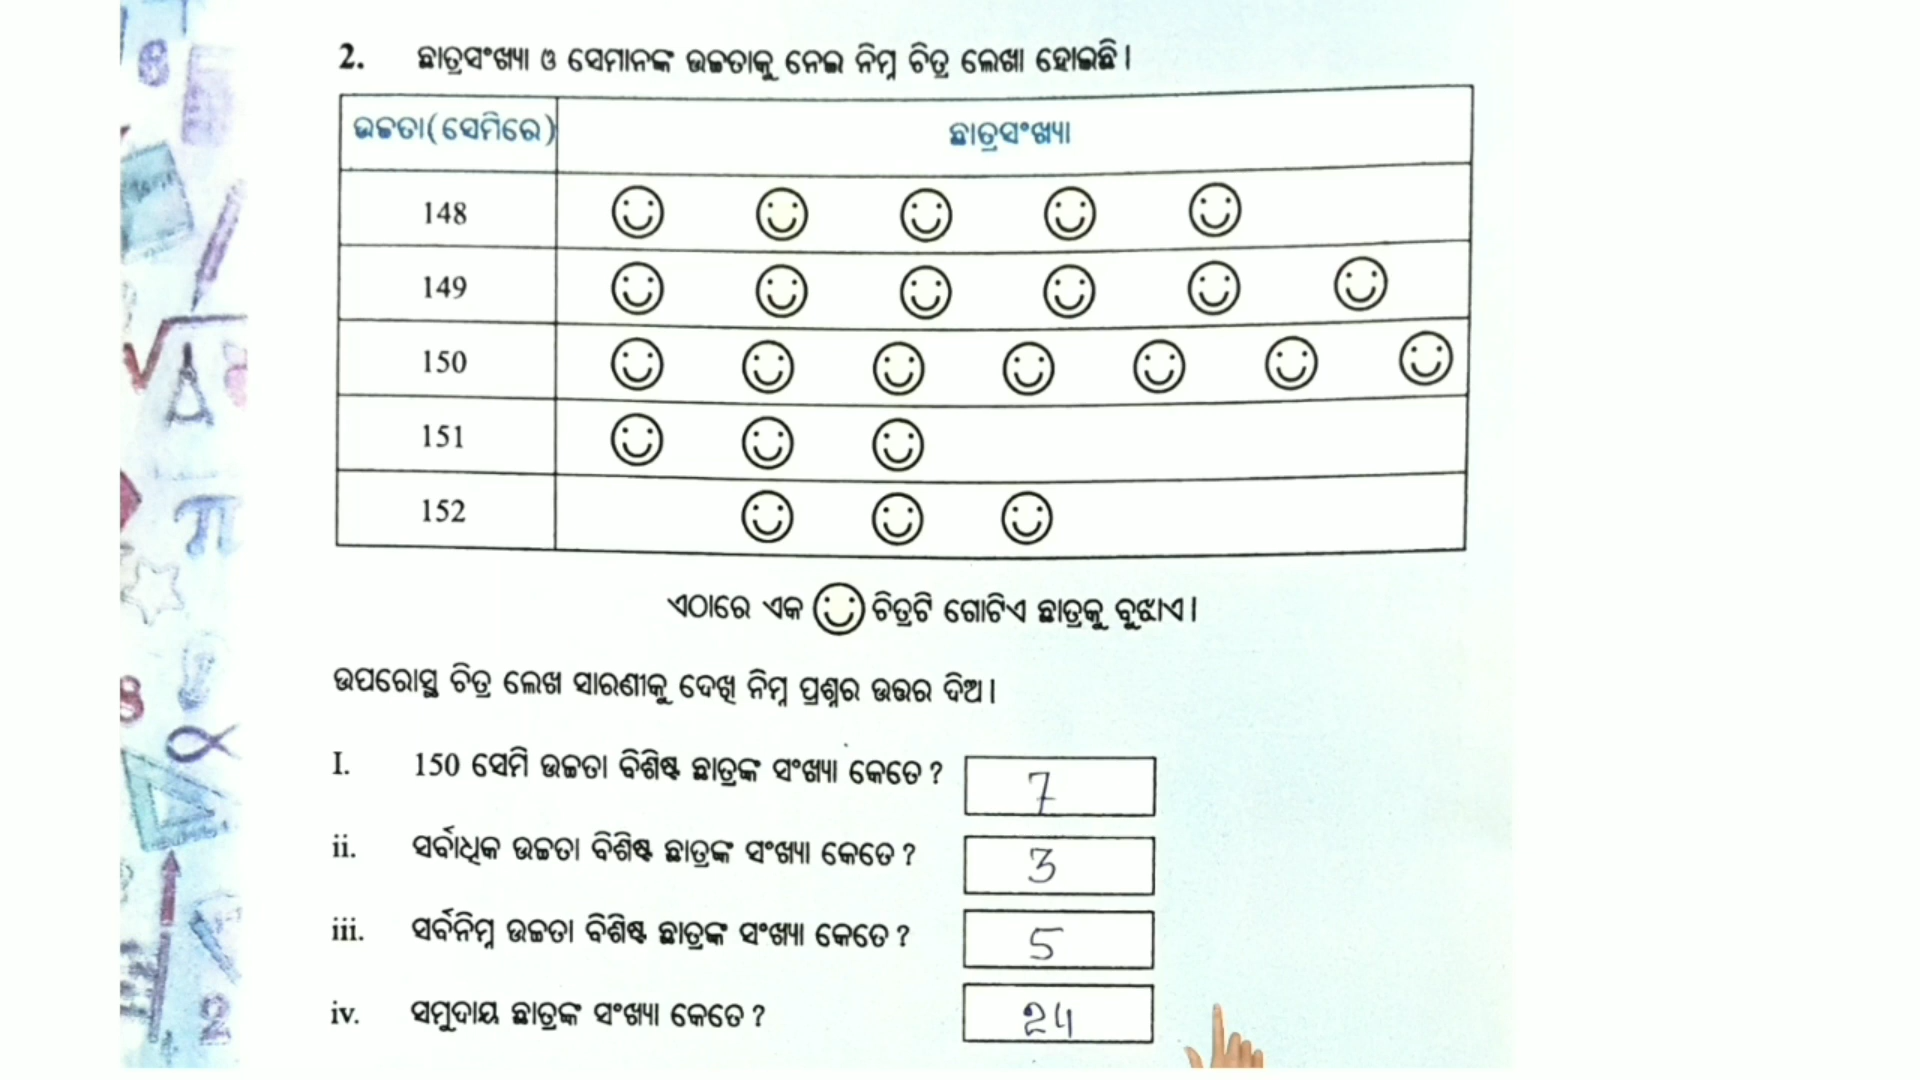 2. ଛାତ୍ରସଂଖ୍ୟା ଓ ସେମାନଙ୍କ ଉଚ୍ଚତାକୁ ନେଇ ନିମ୍ନ ଚିତ୍ର ଲେଖା ହୋଇଛି।
ଉଚ୍ଚତା(ସେମିରେ) ଛାତ୍ରସଂଖ୍ୟା
148
149
150
151
152
ଏଠାରେ ଏକ ଚିତ୍ରଟି ଗୋଟିଏ ଛାତ୍ରକୁ ବୁଝାଏ।
ଉପରୋସ୍ଥ ଚିତ୍ର ଲେଖ ସାରଣୀକୁ ଦେଖି ନିମ୍ନ ପ୍ରଶ୍ନର ଉତ୍ତର ଦିଅ।
I. 150 ସେମି ଉଚ୍ଚତା ବିଶିଷ୍ଟ ଛାତ୍ରଙ୍କ ସଂଖ୍ୟା କେତେ? 7
ii. ସର୍ବାଧିକ ଉଚ୍ଚତା ବିଶିଷ୍ଟ ଛାତ୍ରଙ୍କ ସଂଖ୍ୟା କେତେ? 3
iii. ସର୍ବନିମ୍ନ ଉଚ୍ଚତା ବିଶିଷ୍ଟ ଛାତ୍ରଙ୍କ ସଂଖ୍ୟା କେତେ? 5
iv. ସମୁଦାୟ ଛାତ୍ରଙ୍କ ସଂଖ୍ୟା କେତେ? 24